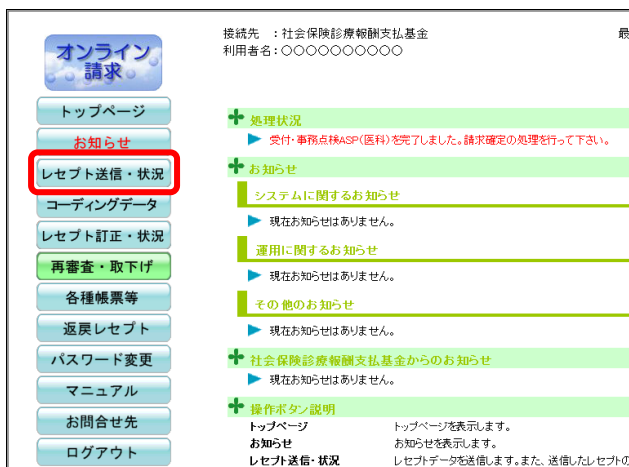 オンライン
請求
トップページ
お知らせ
レセプト送信・状況
コーディングデータ
レセプト訂正・状況
再審査・取下げ
各種帳票等
返戻レセプト
パスワード変更
マニュアル
お問合せ先
ログアウト
接続先 ：社会保険診療報酬支払基金
最
利用者名：○○○○○○○○○○
処理状況
受付・事務点検ASP(医科)を完了しました。請求確定の処理を行って下さい。
お知らせ
システムに関するお知らせ
現在お知らせはありません。
運用に関するお知らせ
現在お知らせはありません。
その他のお知らせ
現在お知らせはありません。
社会保険診療報酬支払基金からのお知らせ
現在お知らせはありません。
操作ボタン説明
トップページ トップページを表示します。
お知らせ お知らせを表示します。
レセプト送信・状況 レセプトデータを送信します。また、送信したレセプトの